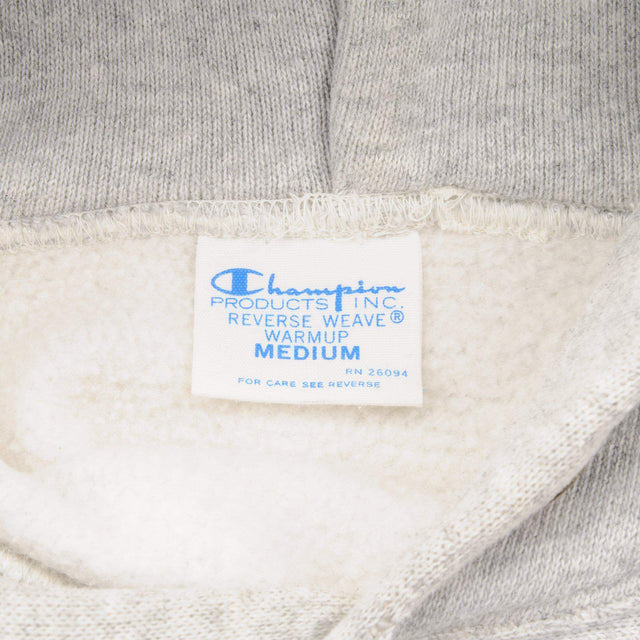 Champion
PRODUCTS INC.
REVERSE WEAVE®
WARMUP
MEDIUM
RN 26094
FOR CARE SEE REVERSE